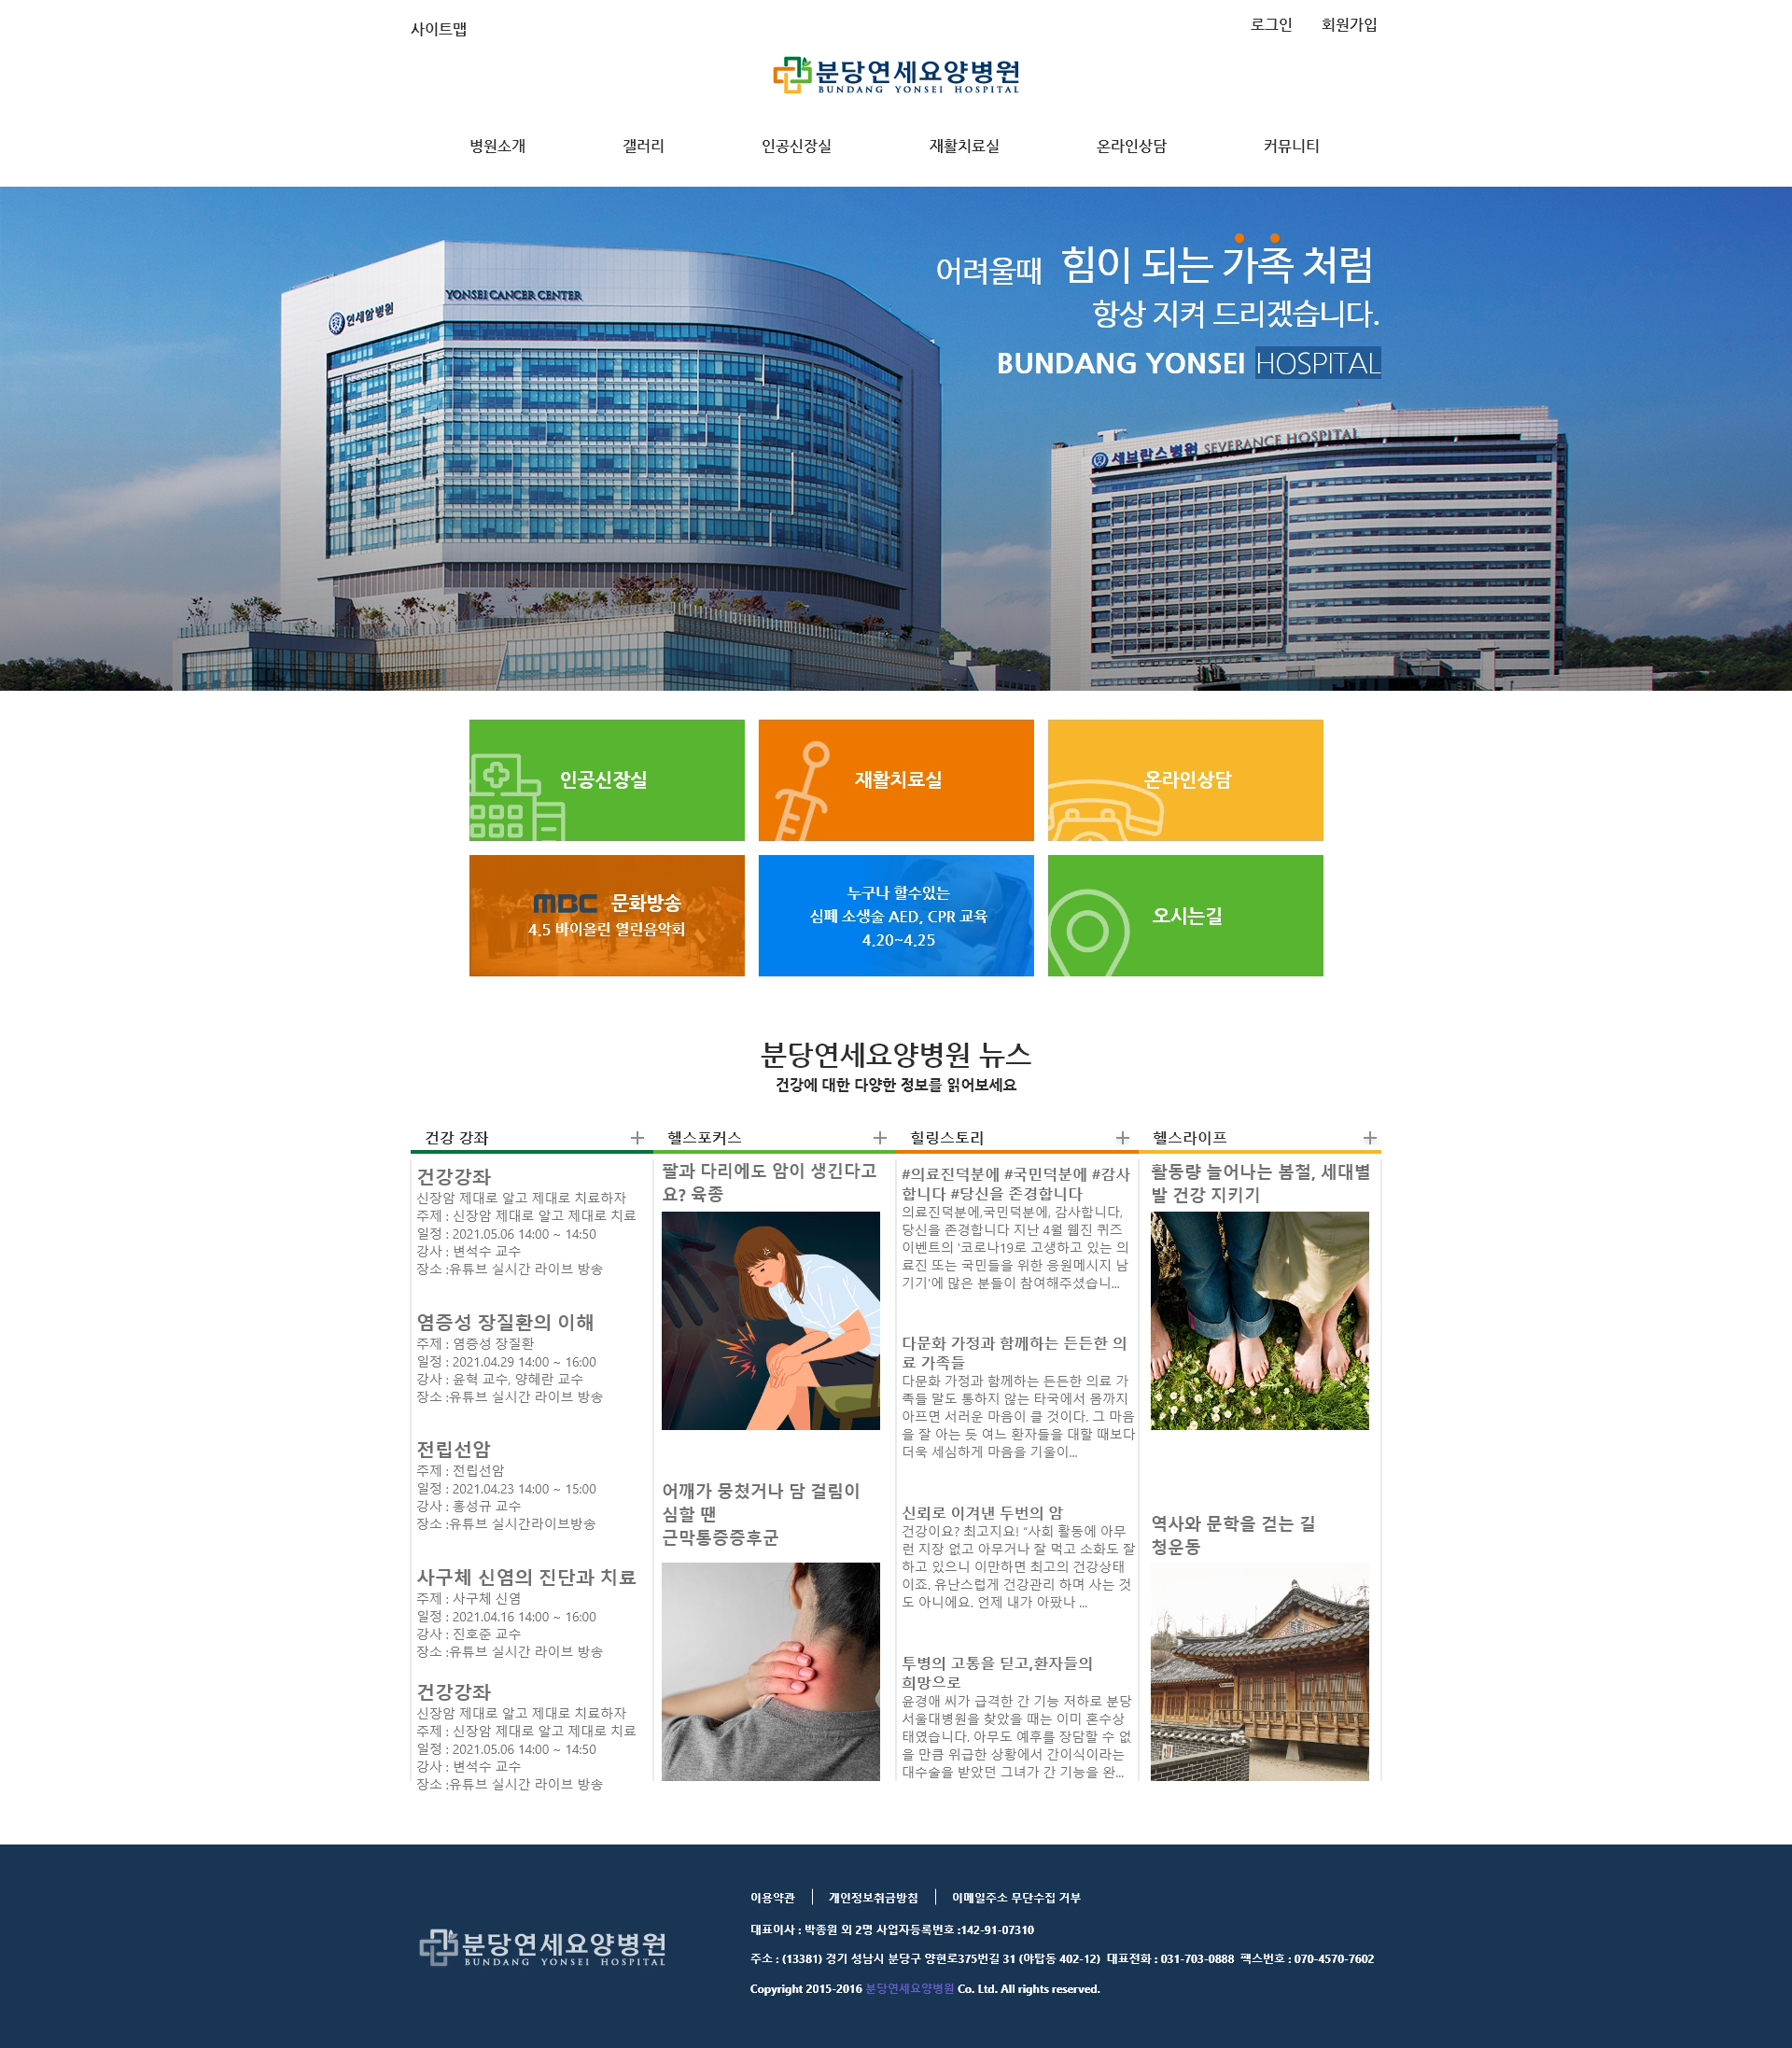 사이트맵
로그인 회원가입
분당연세요양병원
BUNDANG YONSEI HOSPITAL
병원소개 갤러리 인공신장실 재활치료실 온라인상담 커뮤니티
어려울때 힘이 되는 가족 처럼
항상 지켜 드리겠습니다.
BUNDANG YONSEI HOSPITAL
연세암병원
YONSEI CANCER CENTER
세브란스병원 SEVERANCE HOSPITAL
인공신장실
재활치료실
온라인상담
MBC 문화방송
4.5 바이올린 열린음악회
누구나 할수있는
심폐 소생술 AED, CPR 교육
4.20~4.25
오시는길
분당연세요양병원 뉴스
건강에 대한 다양한 정보를 읽어보세요
건강 강좌
건강강좌
신장암 제대로 알고 제대로 치료하자
주제 : 신장암 제대로 알고 제대로 치료
일정 : 2021.05.06 14:00 ~ 14:50
강사 : 변석수 교수
장소 :유튜브 실시간 라이브 방송
염증성 장질환의 이해
주제 : 염증성 장질환
일정 : 2021.04.29 14:00 ~ 16:00
강사 : 윤혁 교수, 양혜란 교수
장소 :유튜브 실시간 라이브 방송
전립선암
주제 : 전립선암
일정 : 2021.04.23 14:00 ~ 15:00
강사 : 홍성규 교수
장소 :유튜브 실시간라이브방송
사구체 신염의 진단과 치료
주제 : 사구체 신염
일정 : 2021.04.16 14:00 ~ 16:00
강사 : 진호준 교수
장소 :유튜브 실시간 라이브 방송
건강강좌
신장암 제대로 알고 제대로 치료하자
주제 : 신장암 제대로 알고 제대로 치료
일정 : 2021.05.06 14:00 ~ 14:50
강사 : 변석수 교수
장소 :유튜브 실시간 라이브 방송
헬스포커스
팔과 다리에도 암이 생긴다고
요? 육종
어깨가 뭉쳤거나 담 걸림이
심할 땐
근막통증증후군
힐링스토리
#의료진덕분에 #국민덕분에 #감사
합니다 #당신을 존경합니다
의료진덕분에,국민덕분에, 감사합니다,
당신을 존경합니다 지난 4월 웹진 퀴즈
이벤트의 '코로나19로 고생하고 있는 의
료진 또는 국민들을 위한 응원메시지 남
기기'에 많은 분들이 참여해주셨습니...
다문화 가정과 함께하는 든든한 의
료 가족들
다문화 가정과 함께하는 든든한 의료 가
족들 말도 통하지 않는 타국에서 몸까지
아프면 서러운 마음이 클 것이다. 그 마음
을 잘 아는 듯 여느 환자들을 대할 때보다
더욱 세심하게 마음을 기울이...
신뢰로 이겨낸 두번의 암
건강이요? 최고지요! “사회 활동에 아무
런 지장 없고 아무거나 잘 먹고 소화도 잘
하고 있으니 이만하면 최고의 건강상태
이죠. 유난스럽게 건강관리 하며 사는 것
도 아니에요. 언제 내가 아팠나 ...
투병의 고통을 딛고,환자들의
희망으로
윤경애 씨가 급격한 간 기능 저하로 분당
서울대병원을 찾았을 때는 이미 혼수상
태였습니다. 아무도 예후를 장담할 수 없
을 만큼 위급한 상황에서 간이식이라는
대수술을 받았던 그녀가 간 기능을 완...
헬스라이프
활동량 늘어나는 봄철, 세대별
발 건강 지키기
역사와 문학을 걷는 길
청운동
분당연세요양병원
BUNDANG YONSEI HOSPITAL
이용약관 개인정보취금방침 이메일주소 무단수집 거부
대표이사 : 박종원 외 2명 사업자등록번호 :142-91-07310
주소 : (13381) 경기 성남시 분당구 양현로375번길 31 (야탑동 402-12) 대표전화 : 031-703-0888 팩스번호 : 070-4570-7602
Copyright 2015-2016 분당연세요양병원 Co. Ltd. All rights reserved.